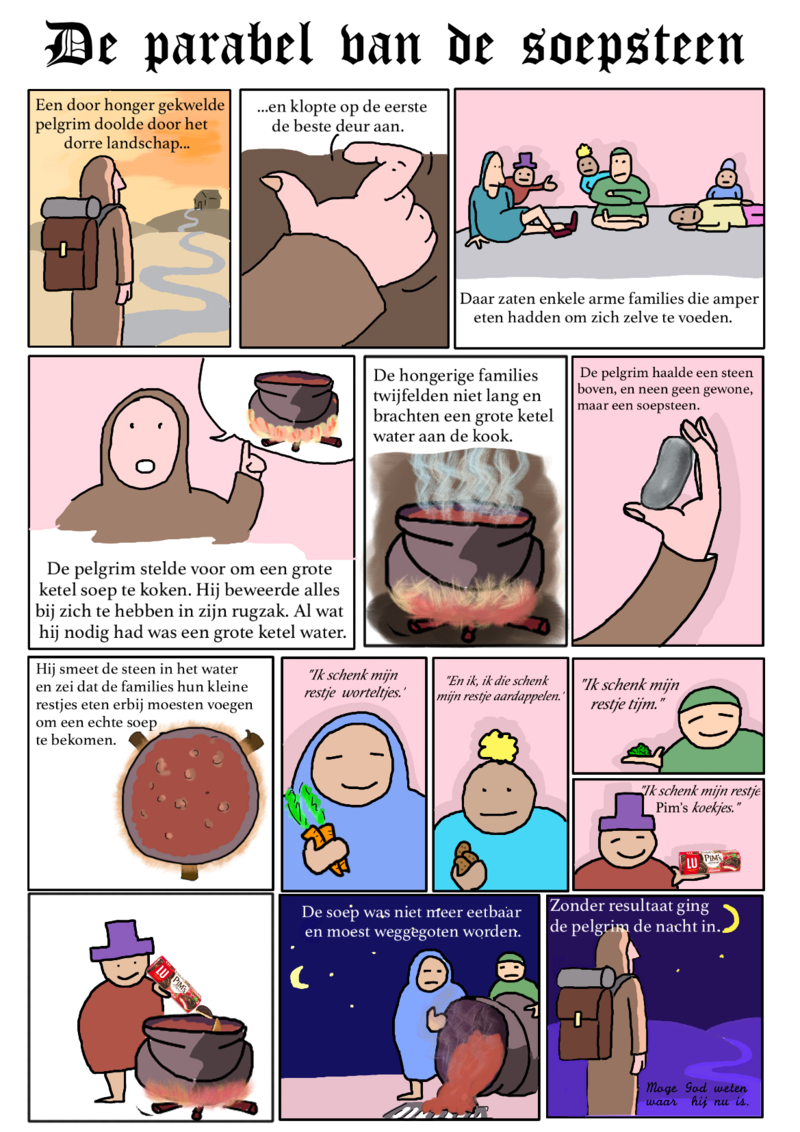 De parabel van de soepsteen
Een door honger gekwelde
pelgrim doolde door het
dorre landschap...
...en klopte op de eerste
de beste deur aan.
Daar zaten enkele arme families die amper
eten hadden om zich zelve te voeden.
De pelgrim stelde voor om een grote
ketel soep te koken. Hij beweerde alles
bij zich te hebben in zijn rugzak. Al wat
hij nodig had was een grote ketel water.
De hongerige families
twijfelden niet lang en
brachten een grote ketel
water aan de kook.
De pelgrim haalde een steen
boven, en neen geen gewone,
maar een soepsteen.
Hij smeet de steen in het water
en zei dat de families hun kleine
restjes eten erbij moesten voegen
om een echte soep
te bekomen.
"Ik schenk mijn
restje worteltjes.'
"En ik, ik die schenk
mijn restje aardappelen.'
"Ik schenk mijn
restje tijm."
"Ik schenk mijn restje
Pim's koekjes."
LU PiM'S
LU PiM'S
De soep was niet meer eetbaar
en moest weggegoten worden.
Zonder resultaat ging
de pelgrim de nacht in..
Moge God weten
waar hij nu is.